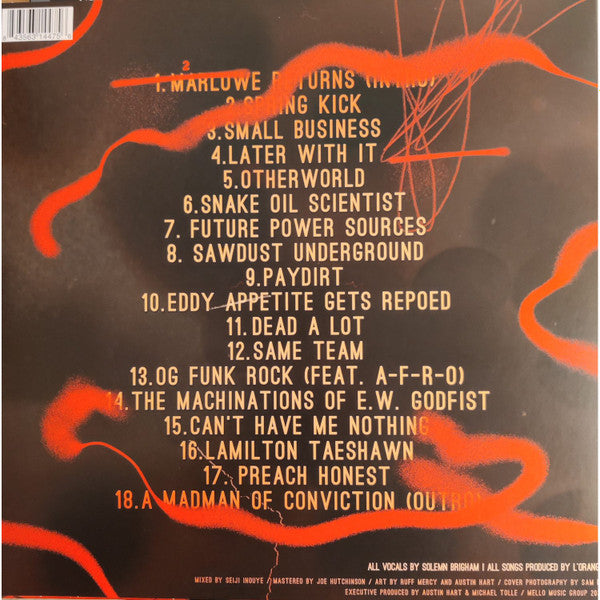 2
1. MARLOWE RETURNS (INTRO)
2.SPRING KICK
3.SMALL BUSINESS
4.LATER WITH IT
5.OTHERWORLD
6.SNAKE OIL SCIENTIST
7. FUTURE POWER SOURCES
8. SAWDUST UNDERGROUND
9.PAYDIRT
10.EDDY APPETITE GETS REPOED
11. DEAD A LOT
12. SAME TEAM
13.OG FUNK ROCK (FEAT. A-F-R-O)
14.THE MACHINATIONS OF E.W. GODFIST
15.CAN'T HAVE ME NOTHING
16.LAMILTON TAESHAWN
17. PREACH HONEST
18.A MADMAN OF CONVICTION (OUTRO)
ALL VOCALS BY SOLEMN BRIGHAM | ALL SONGS PRODUCED BY L'ORANG
MIXED BY SEIJI INOUYE / MASTERED BY JOE HUTCHINSON / ART BY RUFF MERCY AND AUSTIN HART / COVER PHOTOGRAPHY BY SAM
EXECUTIVE PRODUCED BY AUSTIN HART & MICHAEL TOLLE / MELLO MUSIC GROUP 20